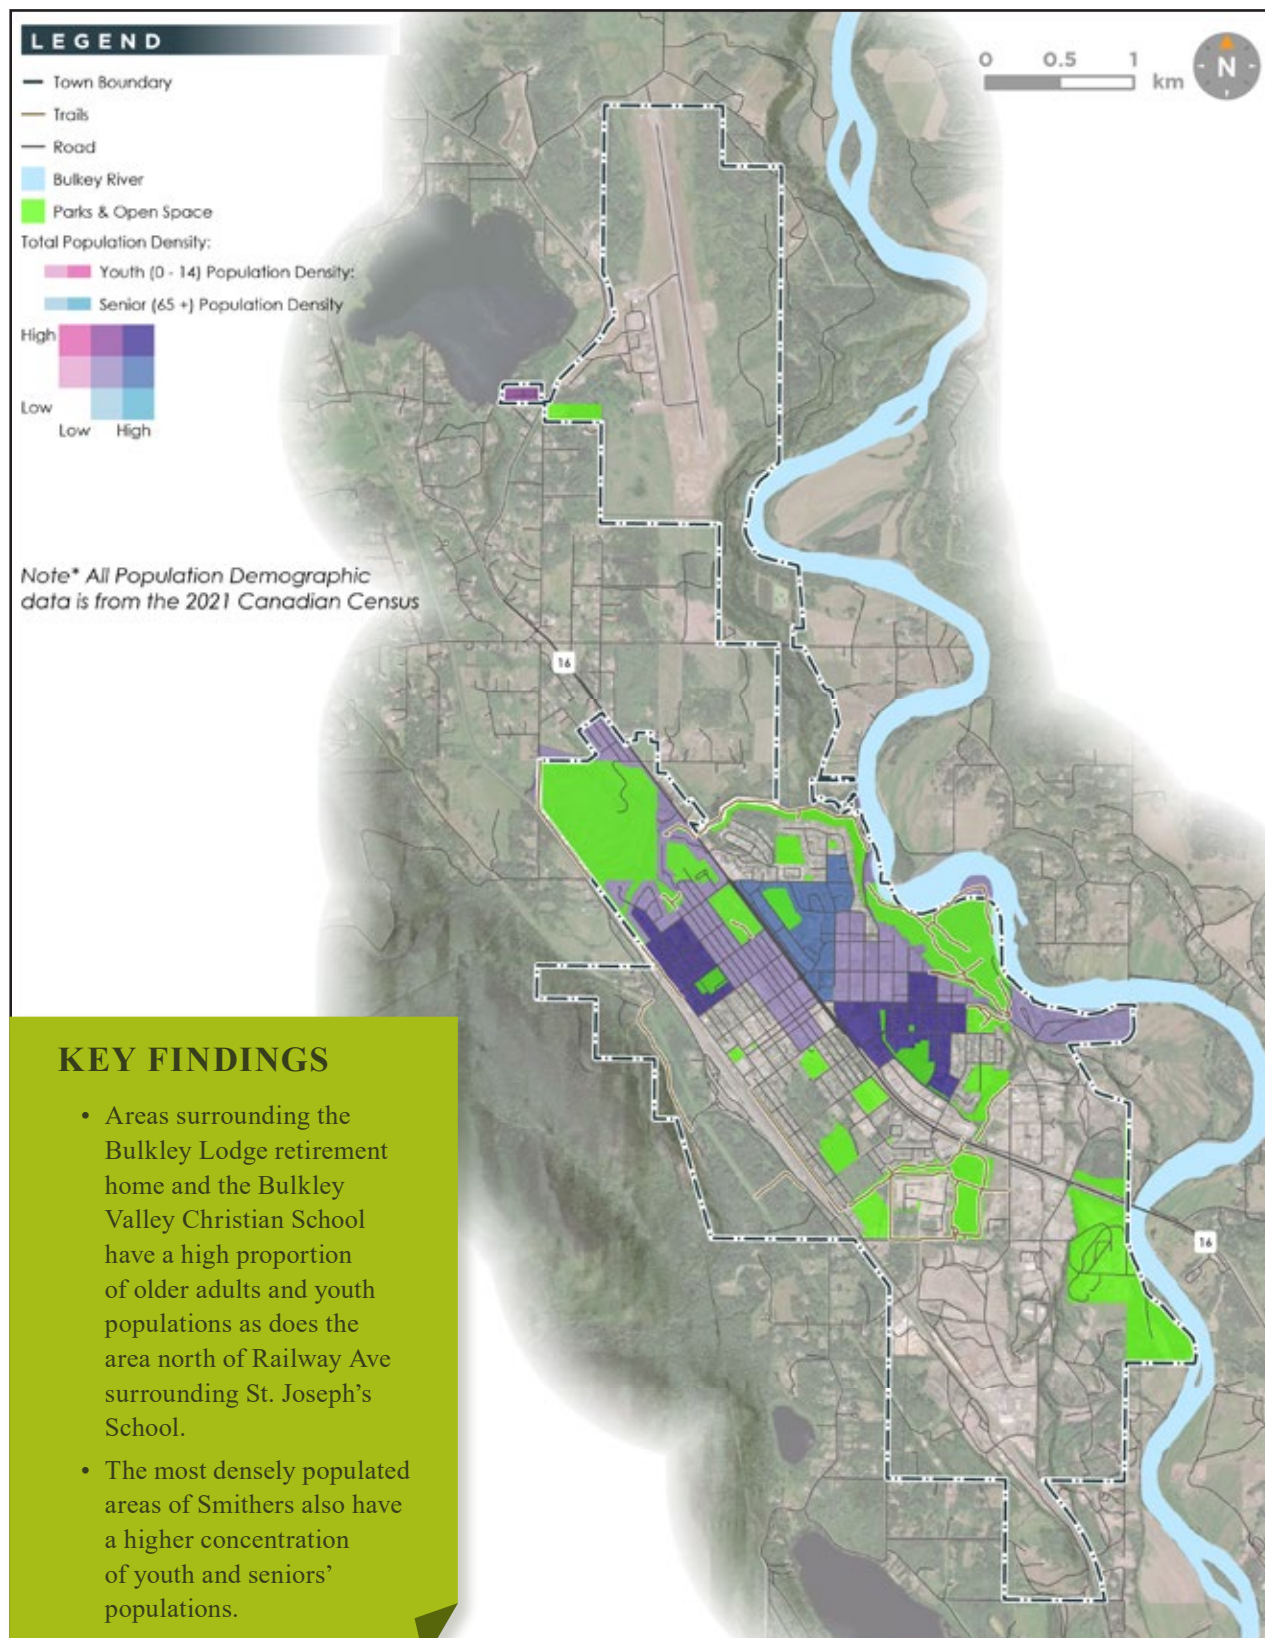 LEGEND
Town Boundary
Trails
Road
Bulkey River
Parks & Open Space
Total Population Density:
Youth (0 - 14) Population Density:
Senior (65 +) Population Density
High
Low
Low High
Note* All Population Demographic
data is from the 2021 Canadian Census
0 0.5 1
km
N
16
16
KEY FINDINGS
• Areas surrounding the
Bulkley Lodge retirement
home and the Bulkley
Valley Christian School
have a high proportion
of older adults and youth
populations as does the
area north of Railway Ave
surrounding St. Joseph’s
School.
• The most densely populated
areas of Smithers also have
a higher concentration
of youth and seniors’
populations.